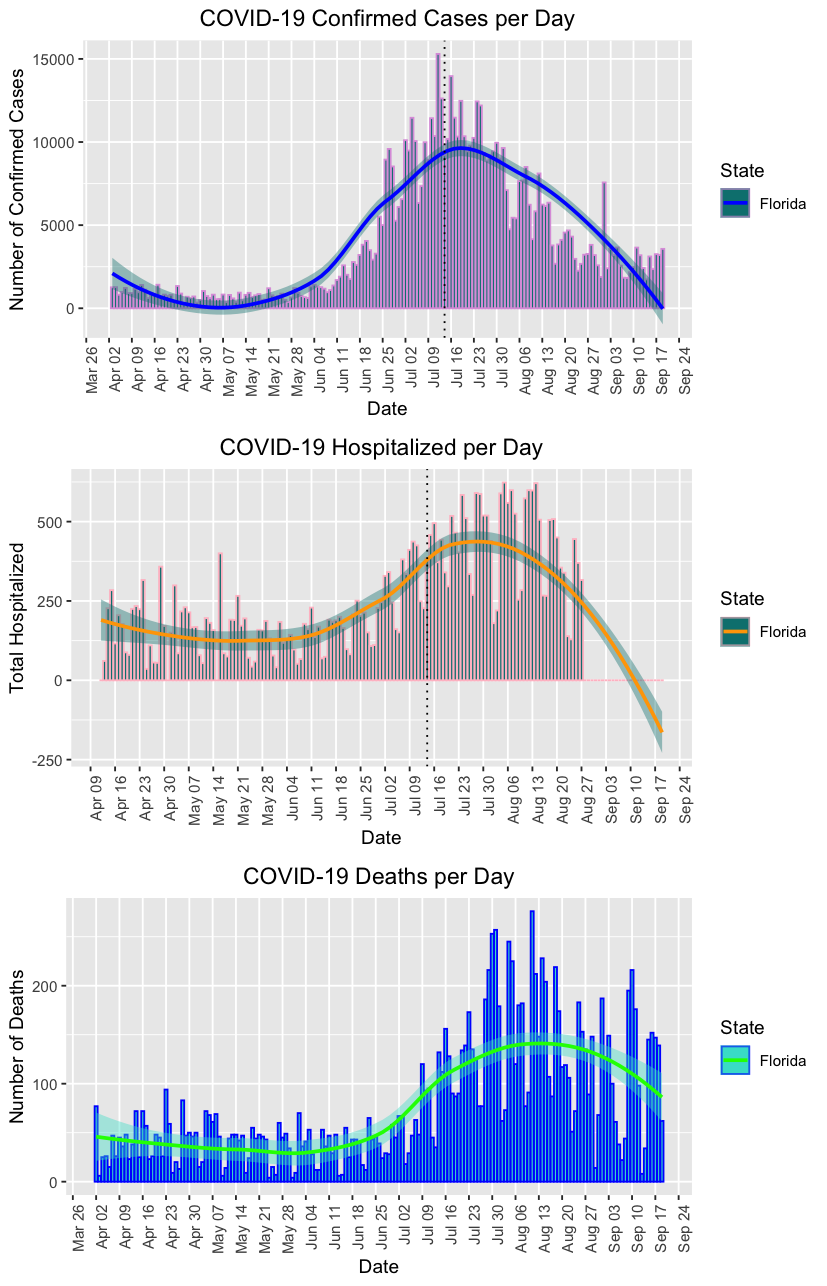 COVID-19 Confirmed Cases per Day
Number of Confirmed Cases
15000
10000
5000
0
Mar 26
Apr 02
Apr 09
Apr 16
Apr 23
Apr 30
May 07
May 14
May 21
May 28
Jun 04
Jun 11
Jun 18
Jun 25
Jul 02
Jul 09
Jul 16
Jul 23
Jul 30
Aug 06
Aug 13
Aug 20
Aug 27
Sep 03
Sep 10
Sep 17
Sep 24
Date
State
Florida
COVID-19 Hospitalized per Day
Total Hospitalized
500
250
0
-250
Apr 09
Apr 16
Apr 23
Apr 30
May 07
May 14
May 21
May 28
Jun 04
Jun 11
Jun 18
Jun 25
Jul 02
Jul 09
Jul 16
Jul 23
Jul 30
Aug 06
Aug 13
Aug 20
Aug 27
Sep 03
Sep 10
Sep 17
Sep 24
Date
State
Florida
COVID-19 Deaths per Day
Number of Deaths
200
100
0
Mar 26
Apr 02
Apr 09
Apr 16
Apr 23
Apr 30
May 07
May 14
May 21
May 28
Jun 04
Jun 11
Jun 18
Jun 25
Jul 02
Jul 09
Jul 16
Jul 23
Jul 30
Aug 06
Aug 13
Aug 20
Aug 27
Sep 03
Sep 10
Sep 17
Sep 24
Date
State
Florida